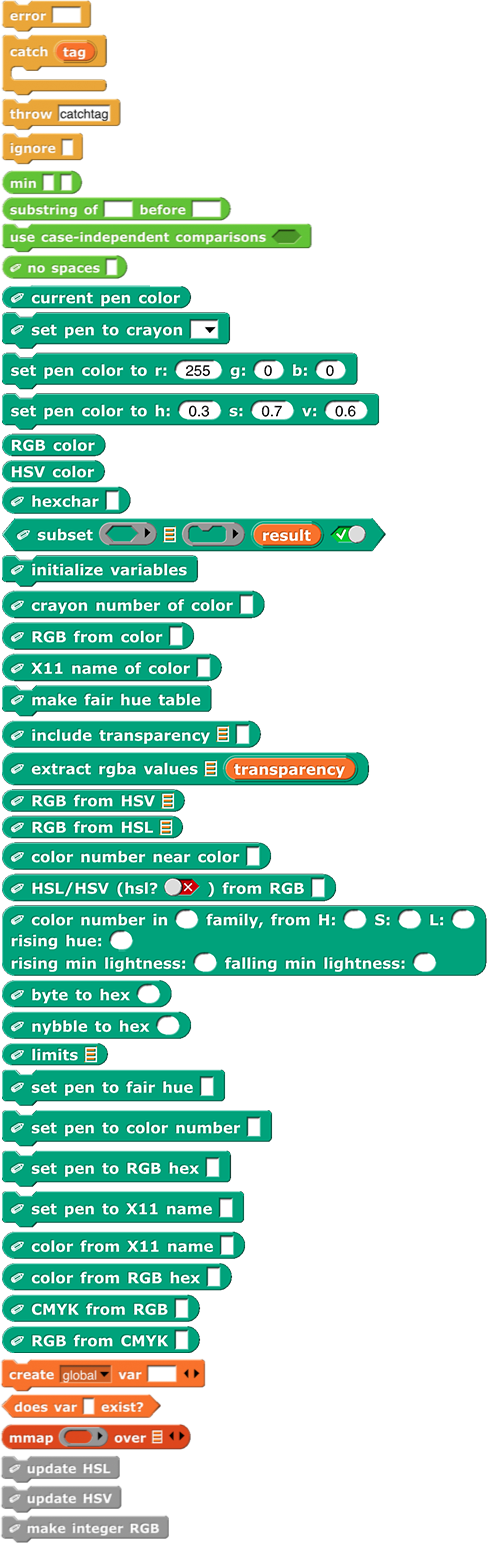 error
catch tag
throw catchtag
ignore
min
substring of before
use case-independent comparisons
no spaces
current pen color
set pen to crayon
set pen color to r: 255 g: 0 b: 0
set pen color to h: 0.3 s: 0.7 v: 0.6
RGB color
HSV color
hexchar
subset result
initialize variables
crayon number of color
RGB from color
X11 name of color
make fair hue table
include transparency
extract rgba values transparency
RGB from HSV
RGB from HSL
color number near color
HSL/HSV (hsl? ) from RGB
color number in family, from H: S: L:
rising hue:
rising min lightness: falling min lightness:
byte to hex
nybble to hex
limits
set pen to fair hue
set pen to color number
set pen to RGB hex
set pen to X11 name
color from X11 name
color from RGB hex
CMYK from RGB
RGB from CMYK
create global var
does var exist?
mmap over
update HSL
update HSV
make integer RGB